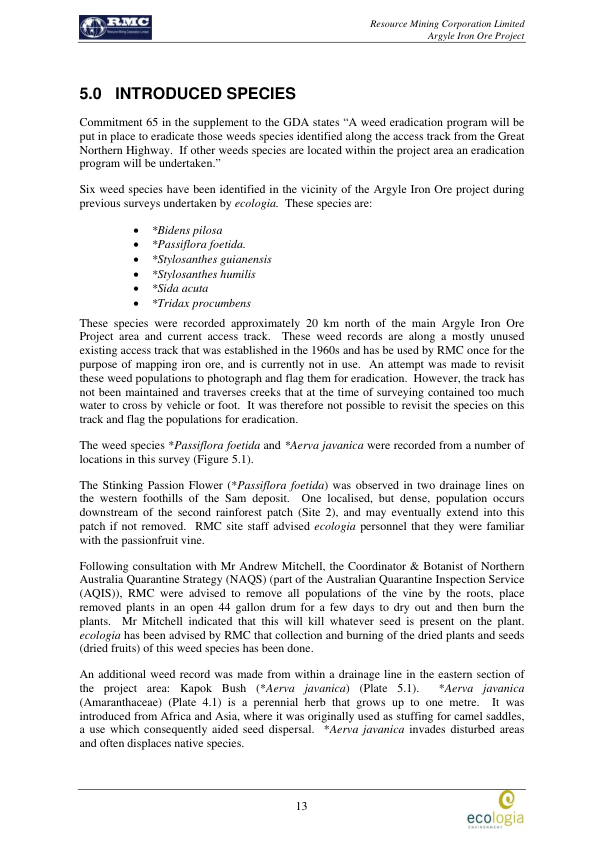 RMC
Resource Mining Corporation Limited
Resource Mining Corporation Limited
Argyle Iron Ore Project
5.0 INTRODUCED SPECIES
Commitment 65 in the supplement to the GDA states “A weed eradication program will be
put in place to eradicate those weeds species identified along the access track from the Great
Northern Highway. If other weeds species are located within the project area an eradication
program will be undertaken.”
Six weed species have been identified in the vicinity of the Argyle Iron Ore project during
previous surveys undertaken by ecologia. These species are:
• *Bidens pilosa
• *Passiflora foetida.
• *Stylosanthes guianensis
• *Stylosanthes humilis
• *Sida acuta
• *Tridax procumbens
These species were recorded approximately 20 km north of the main Argyle Iron Ore
Project area and current access track. These weed records are along a mostly unused
existing access track that was established in the 1960s and has be used by RMC once for the
purpose of mapping iron ore, and is currently not in use. An attempt was made to revisit
these weed populations to photograph and flag them for eradication. However, the track has
not been maintained and traverses creeks that at the time of surveying contained too much
water to cross by vehicle or foot. It was therefore not possible to revisit the species on this
track and flag the populations for eradication.
The weed species *Passiflora foetida and *Aerva javanica were recorded from a number of
locations in this survey (Figure 5.1).
The Stinking Passion Flower (*Passiflora foetida) was observed in two drainage lines on
the western foothills of the Sam deposit. One localised, but dense, population occurs
downstream of the second rainforest patch (Site 2), and may eventually extend into this
patch if not removed. RMC site staff advised ecologia personnel that they were familiar
with the passionfruit vine.
Following consultation with Mr Andrew Mitchell, the Coordinator & Botanist of Northern
Australia Quarantine Strategy (NAQS) (part of the Australian Quarantine Inspection Service
(AQIS)), RMC were advised to remove all populations of the vine by the roots, place
removed plants in an open 44 gallon drum for a few days to dry out and then burn the
plants. Mr Mitchell indicated that this will kill whatever seed is present on the plant.
ecologia has been advised by RMC that collection and burning of the dried plants and seeds
(dried fruits) of this weed species has been done.
An additional weed record was made from within a drainage line in the eastern section of
the project area: Kapok Bush (*Aerva javanica) (Plate 5.1). *Aerva javanica
(Amaranthaceae) (Plate 4.1) is a perennial herb that grows up to one metre. It was
introduced from Africa and Asia, where it was originally used as stuffing for camel saddles,
a use which consequently aided seed dispersal. *Aerva javanica invades disturbed areas
and often displaces native species.
13
ecologia
ENVIRONMENT